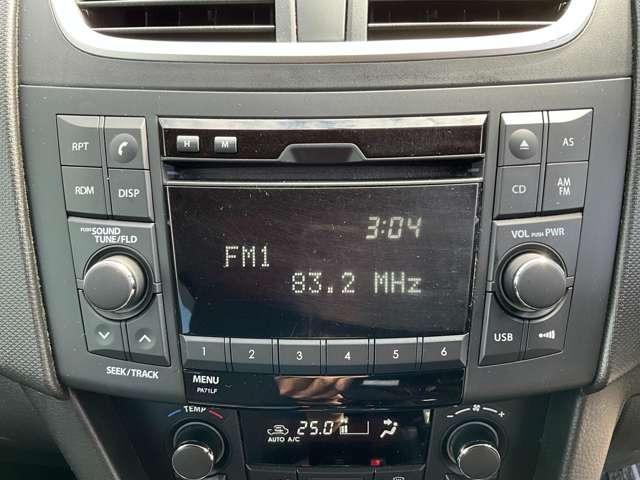 RPT
H M
AS
RDM DISP
CD AM FM
3:04
FM1
83.2 MHz
PUSH SOUND
TUNE/FLD
VOL PUSH PWR
USB
1 2 3 4 5 6
SEEK/TRACK
MENU
PA71LF
TEMP
AUTO A/C
25.0